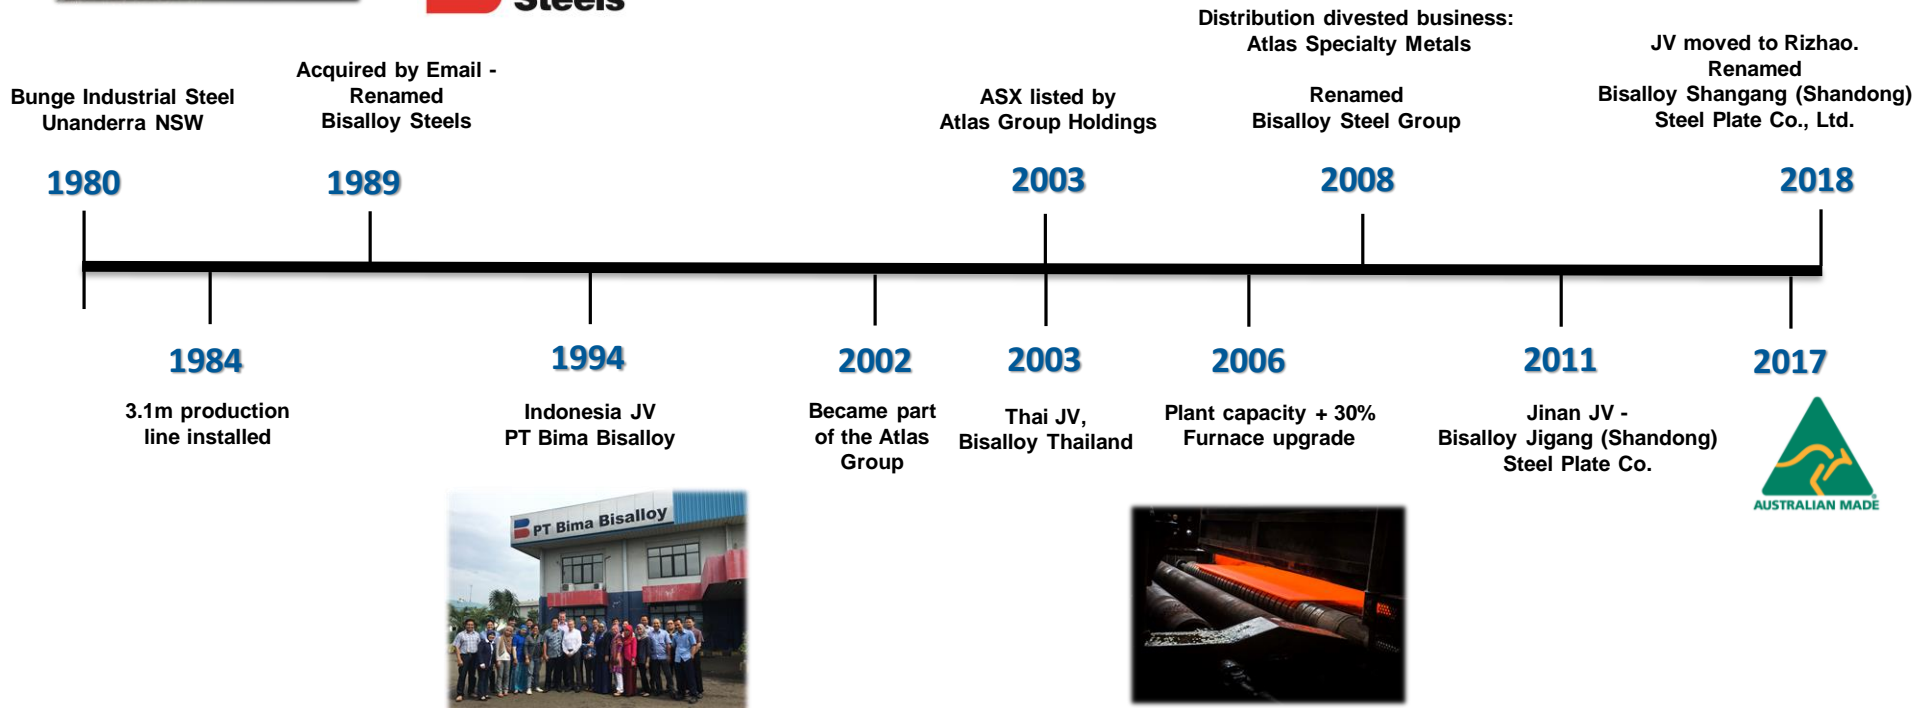 Steels
Bunge Industrial Steel
Unanderra NSW
1980
Acquired by Email -
Renamed
Bisalloy Steels
1989
ASX listed by
Atlas Group Holdings
2003
Distribution divested business:
Atlas Specialty Metals
Renamed
Bisalloy Steel Group
2008
JV moved to Rizhao.
Renamed
Bisalloy Shangang (Shandong)
Steel Plate Co., Ltd.
2018
1984
3.1m production
line installed
1994
Indonesia JV
PT Bima Bisalloy
2002
Became part
of the Atlas
Group
2003
Thai JV,
Bisalloy Thailand
2006
Plant capacity + 30%
Furnace upgrade
2011
Jinan JV -
Bisalloy Jigang (Shandong)
Steel Plate Co.
2017
AUSTRALIAN MADE
PT Bima Bisalloy